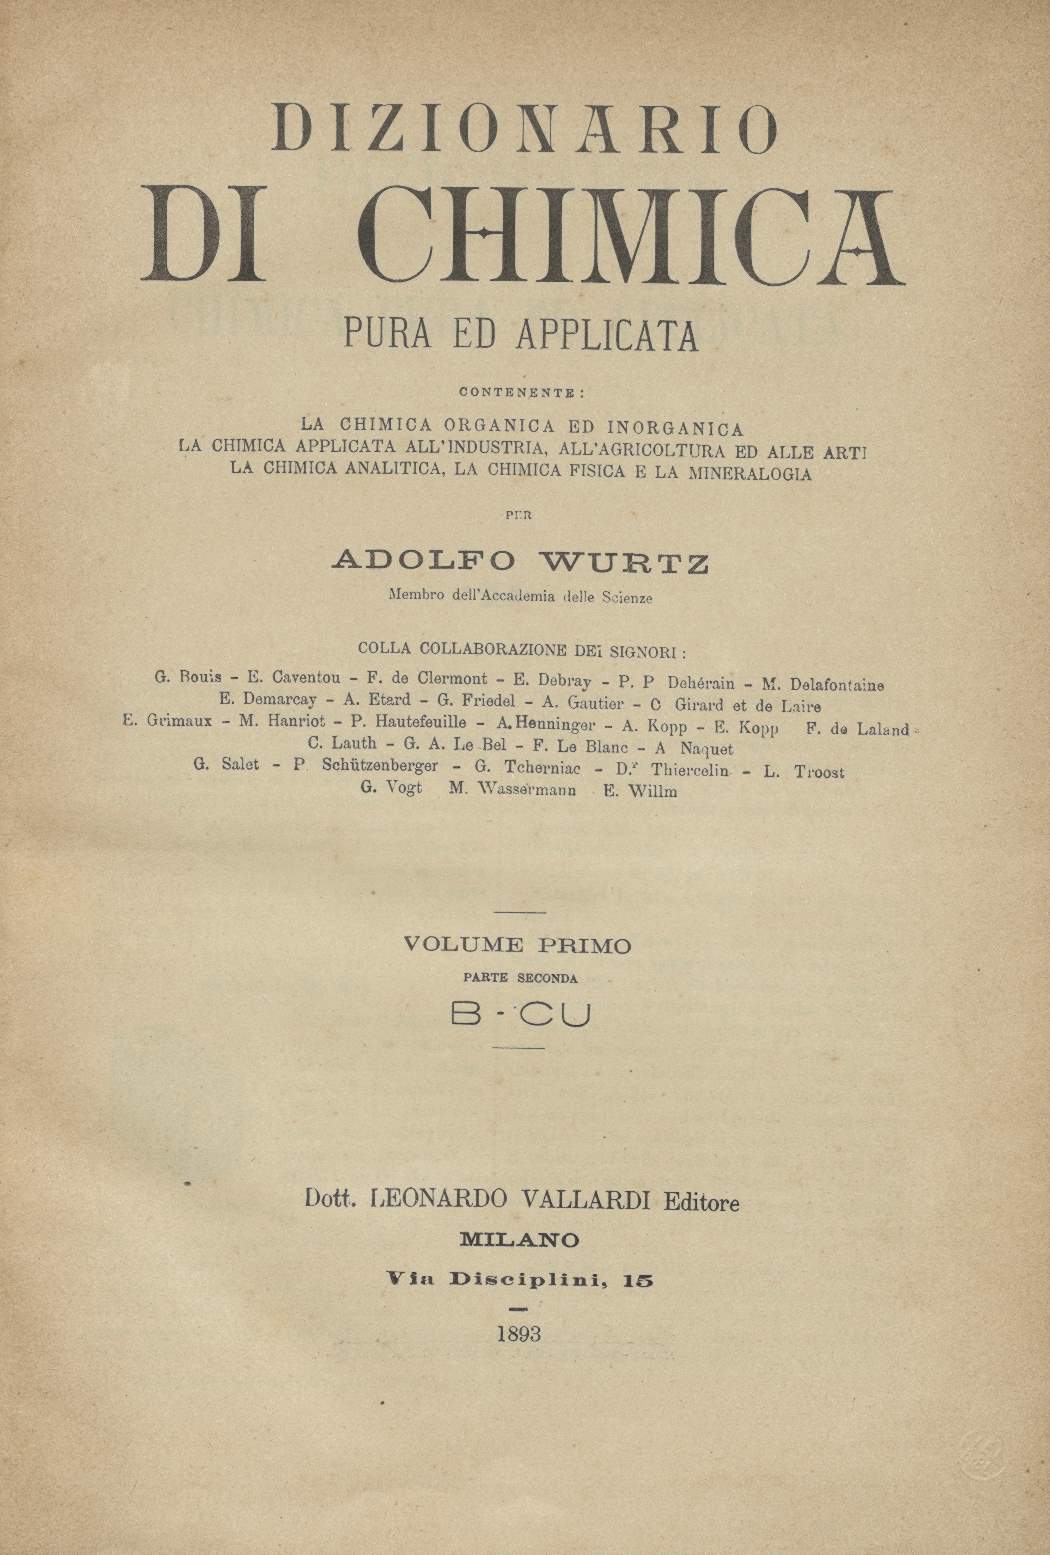 DIZIONARIO
DI CHIMICA
PURA ED APPLICATA
CONTENENTE:
LA CHIMICA ORGANICA ED INORGANICA
LA CHIMICA APPLICATA ALL'INDUSTRIA, ALL'AGRICOLTURA ED ALLE ARTI
LA CHIMICA ANALITICA, LA CHIMICA FISICA E LA MINERALOGIA
PER
ADOLFO WURTZ
Membro dell'Accademia delle Scienze
COLLA COLLABORAZIONE DEI SIGNORI:
G. Bouis - E. Caventou - F. de Clermont - E. Debray - P. P Dehérain - M. Delafontaine
E. Demarcay - A. Etard - G. Friedel - A. Gautier - C Girard et de Laire
E. Grimaux - M. Hanriot - P. Hautefeuille - A. Henninger - A. Kopp - E. Kopp F. de Laland -
C. Lauth - G. A. Le Bel - F. Le Blanc - A Naquet
G. Salet - P. Schützenberger - G. Tcherniac - D.r Thiercelin - L. Troost
G. Vogt M. Wassermann E. Willm
VOLUME PRIMO
PARTE SECONDA
B - CU
Dott. LEONARDO VALLARDI Editore
MILANO
Via Disciplini, 15
1893